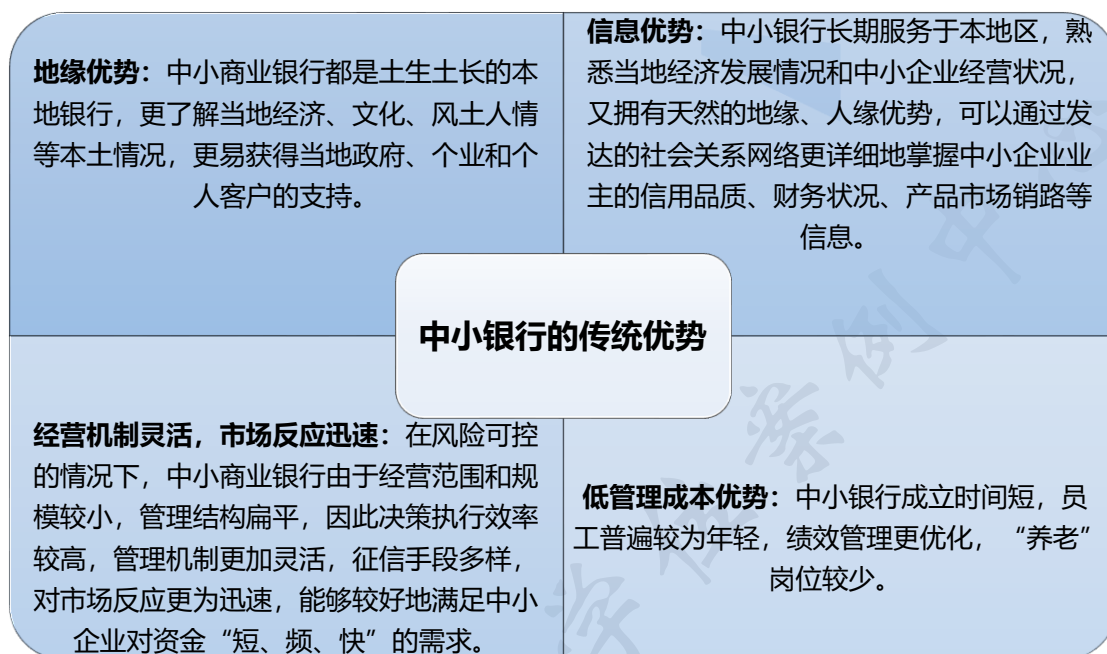 地缘优势：中小商业银行都是土生土长的本
地银行，更了解当地经济、文化、风土人情
等本土情况，更易获得当地政府、个业和个
人客户的支持。
信息优势：中小银行长期服务于本地区，熟
悉当地经济发展情况和中小企业经营状况，
又拥有天然的地缘、人缘优势，可以通过发
达的社会关系网络更详细地掌握中小企业业
主的信用品质、财务状况、产品市场销路等
信息。
中小银行的传统优势
经营机制灵活，市场反应迅速：在风险可控
的情况下，中小商业银行由于经营范围和规
模较小，管理结构扁平，因此决策执行效率
较高，管理机制更加灵活，征信手段多样，
对市场反应更为迅速，能够较好地满足中小
企业对资金“短、频、快”的需求。
低管理成本优势：中小银行成立时间短，员
工普遍较为年轻，绩效管理更优化，“养老”
岗位较少。
学位案例中